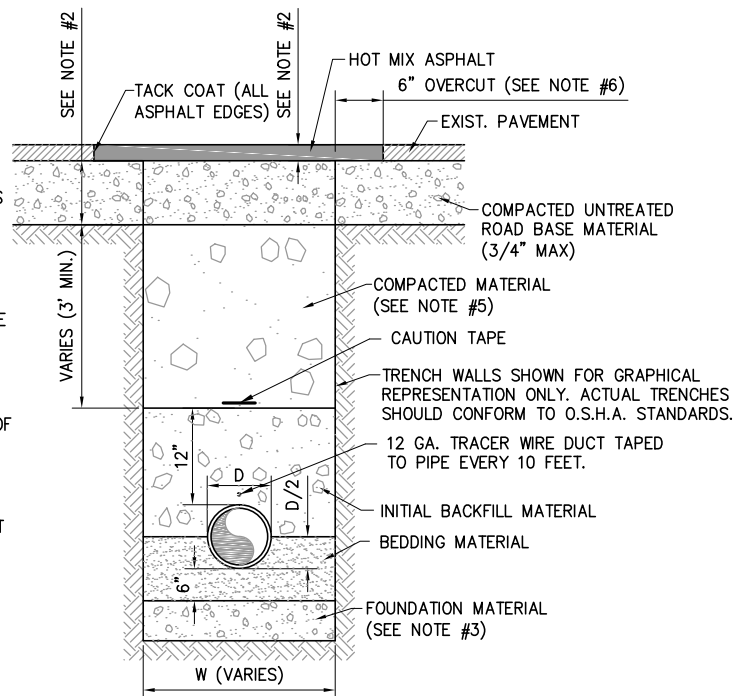 SEE NOTE #2
SEE NOTE #2
HOT MIX ASPHALT
6" OVERCUT (SEE NOTE #6)
TACK COAT (ALL
ASPHALT EDGES)
EXIST. PAVEMENT
S
COMPACTED UNTREATED
ROAD BASE MATERIAL
(3/4" MAX)
VARIES (3' MIN.)
COMPACTED MATERIAL
(SEE NOTE #5)
E
CAUTION TAPE
TRENCH WALLS SHOWN FOR GRAPHICAL
REPRESENTATION ONLY. ACTUAL TRENCHES
SHOULD CONFORM TO O.S.H.A. STANDARDS.
OF
12"
D
D/2
12 GA. TRACER WIRE DUCT TAPED
TO PIPE EVERY 10 FEET.
INITIAL BACKFILL MATERIAL
T
BEDDING MATERIAL
6"
FOUNDATION MATERIAL
(SEE NOTE #3)
W (VARIES)